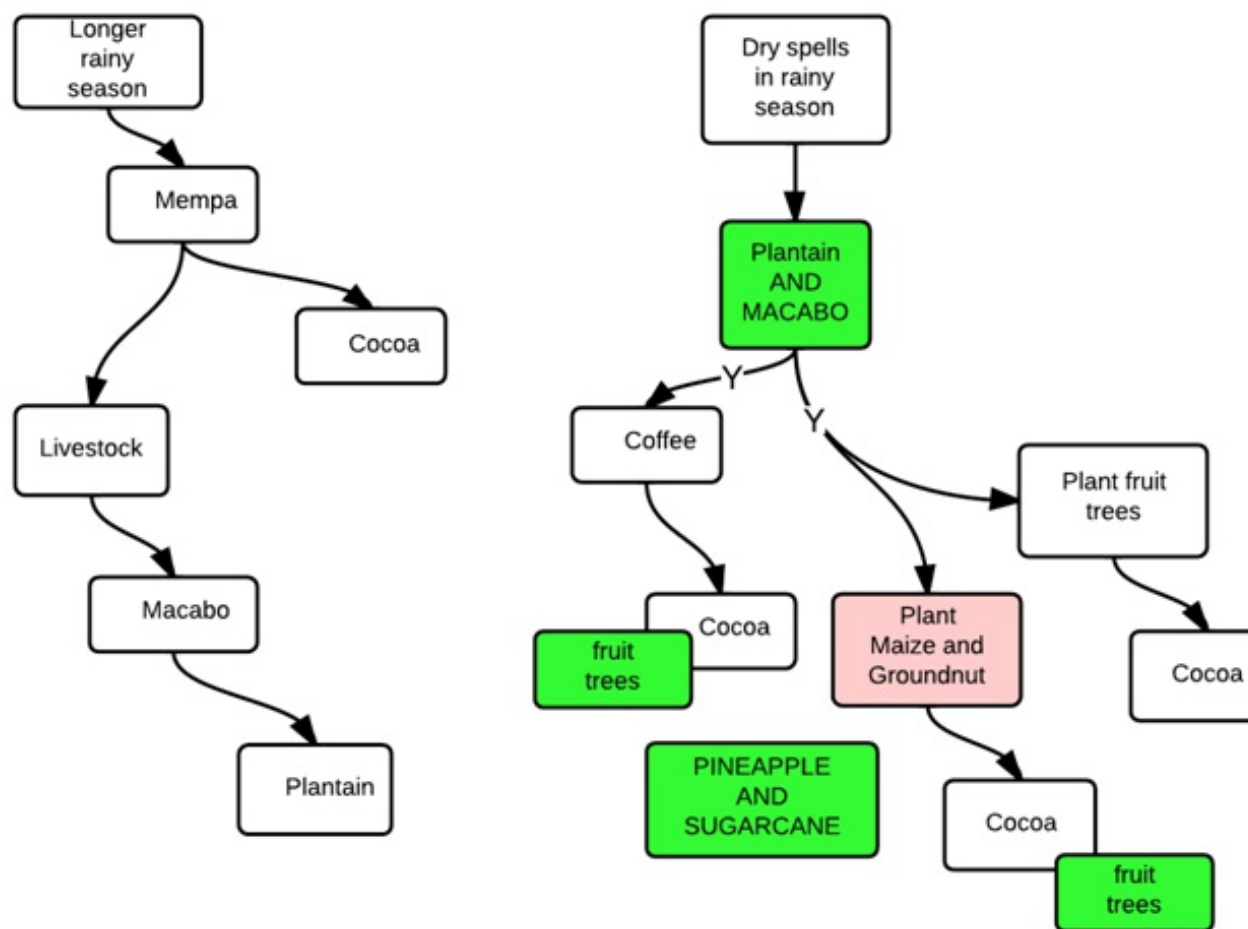 Longer
rainy
season
Mempa
Cocoa
Livestock
Macabo
Plantain
Dry spells
in rainy
season
Plantain
AND
MACABO
Y
Y
Coffee
Cocoa
fruit
trees
Plant
Maize and
Groundnut
Cocoa
fruit
trees
Plant fruit
trees
Cocoa
PINEAPPLE
AND
SUGARCANE